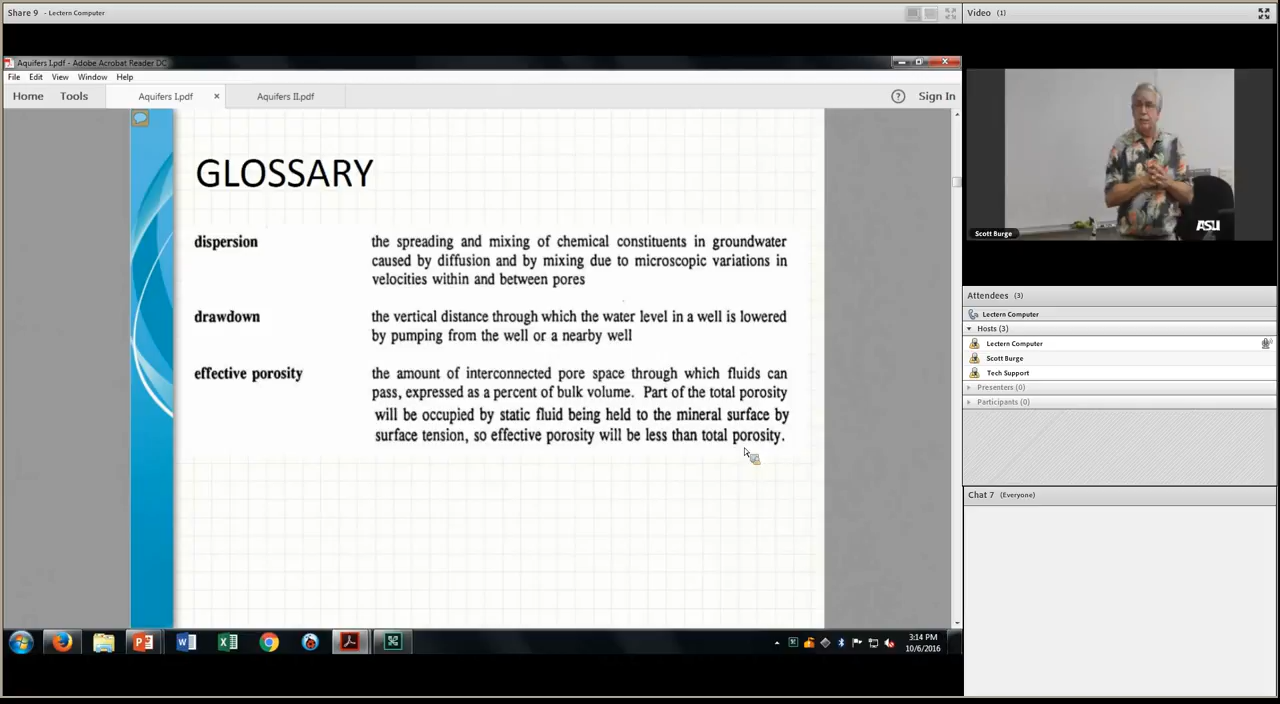 Share 9 - Lectern Computer
Video (1)
Aquifers I.pdf - Adobe Acrobat Reader DC
File Edit View Window Help
Home Tools Aquifers I.pdf × Aquifers II.pdf ? Sign In
GLOSSARY
dispersion the spreading and mixing of chemical constituents in groundwater
caused by diffusion and by mixing due to microscopic variations in
velocities within and between pores
drawdown the vertical distance through which the water level in a well is lowered
by pumping from the well or a nearby well
effective porosity the amount of interconnected pore space through which fluids can
pass, expressed as a percent of bulk volume. Part of the total porosity
will be occupied by static fluid being held to the mineral surface by
surface tension, so effective porosity will be less than total porosity.
ASU
Scott Burge
Attendees (3)
Lectern Computer
Hosts (3)
Lectern Computer
Scott Burge
Tech Support
Presenters (0)
Participants (0)
Chat 7 (Everyone)
3:14 PM
10/6/2016